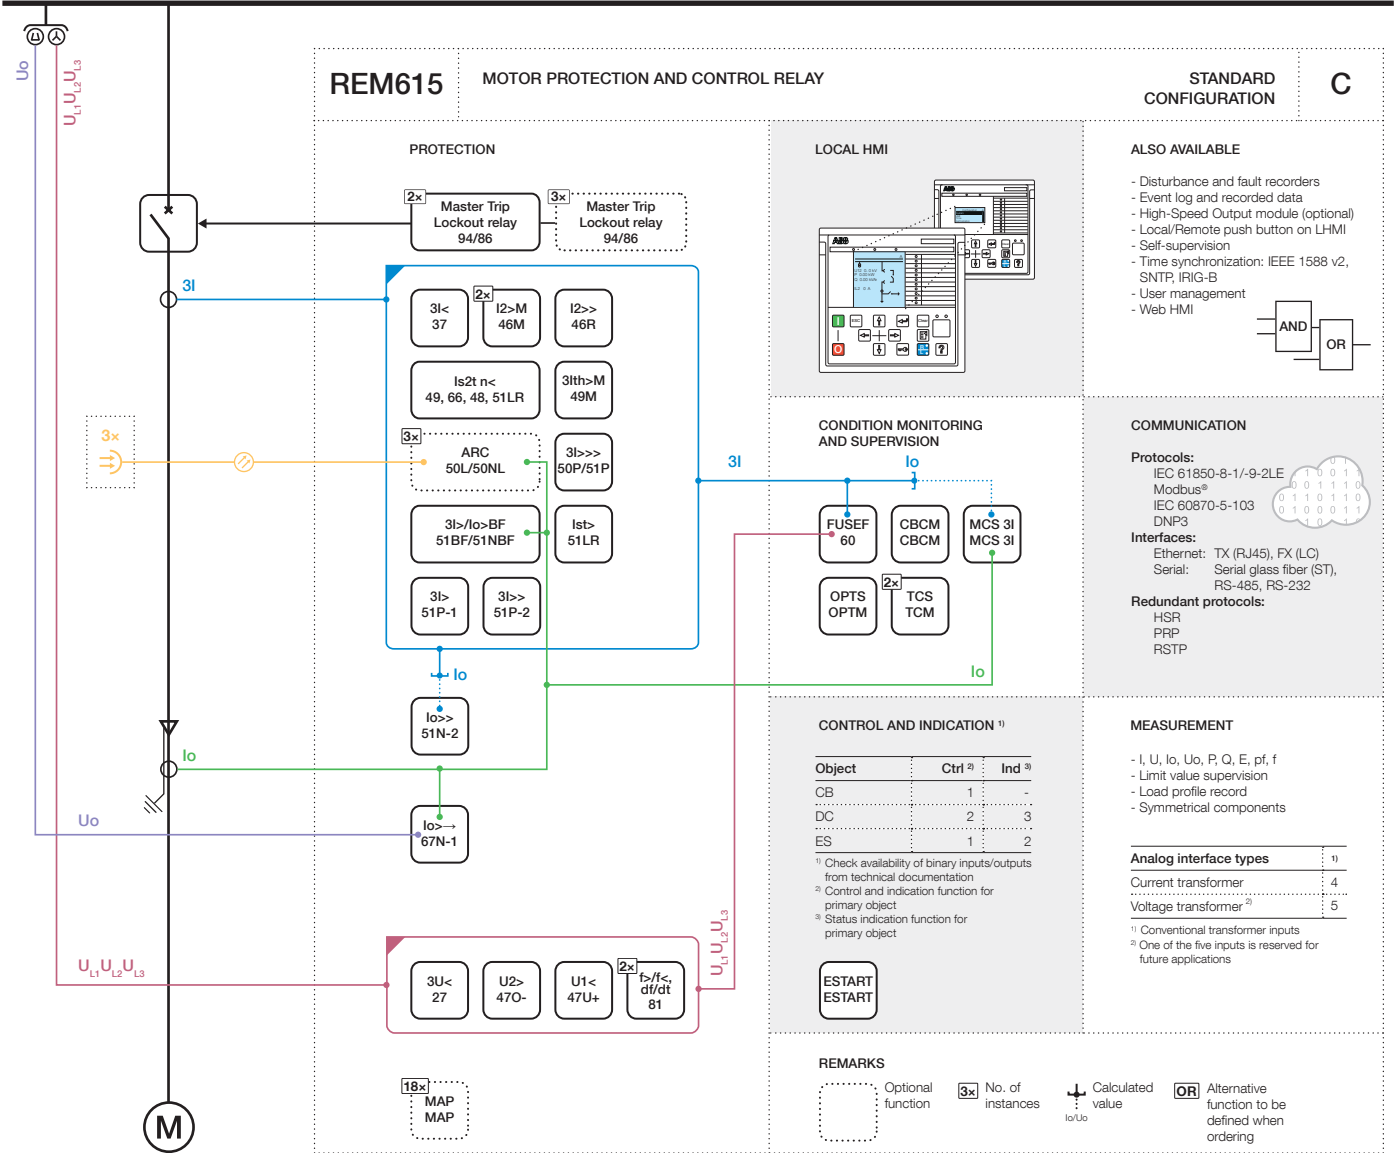 Uo
UL1UL2UL3
REM615
MOTOR PROTECTION AND CONTROL RELAY
STANDARD
CONFIGURATION
C
PROTECTION
2×
Master Trip
Lockout relay
94/86
3×
Master Trip
Lockout relay
94/86
3I
3I<
37
2×
I2>M
46M
I2>>
46R
Is2t n<
49, 66, 48, 51LR
3Ith>M
49M
3×
3×
ARC
50L/50NL
3I>>>
50P/51P
3I>/Io>BF
51BF/51NBF
Ist>
51LR
3I>
51P-1
3I>>
51P-2
Io
Io>>
51N-2
Io
Uo
Io>→
67N-1
UL1UL2UL3
3U<
27
U2>
47O-
U1<
47U+
2×
f>/f<,
df/dt
81
UL1UL2UL3
18×
MAP
MAP
M
LOCAL HMI
ABB
ABB
ALSO AVAILABLE
- Disturbance and fault recorders
- Event log and recorded data
- High-Speed Output module (optional)
- Local/Remote push button on LHMI
- Self-supervision
- Time synchronization: IEEE 1588 v2,
SNTP, IRIG-B
- User management
- Web HMI
AND
OR
CONDITION MONITORING
AND SUPERVISION
3I
Io
FUSEF
60
CBCM
CBCM
MCS 3I
MCS 3I
OPTS
OPTM
2×
TCS
TCM
Io
COMMUNICATION
Protocols:
IEC 61850-8-1/-9-2LE
Modbus®
IEC 60870-5-103
DNP3
Interfaces:
Ethernet: TX (RJ45), FX (LC)
Serial: Serial glass fiber (ST),
RS-485, RS-232
Redundant protocols:
HSR
PRP
RSTP
CONTROL AND INDICATION 1)
Object Ctrl 2) Ind 3)
CB 1 -
DC 2 3
ES 1 2
1) Check availability of binary inputs/outputs
from technical documentation
2) Control and indication function for
primary object
3) Status indication function for
primary object
ESTART
ESTART
MEASUREMENT
- I, U, Io, Uo, P, Q, E, pf, f
- Limit value supervision
- Load profile record
- Symmetrical components
Analog interface types 1)
Current transformer 4
Voltage transformer 2) 5
1) Conventional transformer inputs
2) One of the five inputs is reserved for
future applications
REMARKS
Optional
function
3×
No. of
instances
Io/Uo
Calculated
value
OR
Alternative
function to be
defined when
ordering